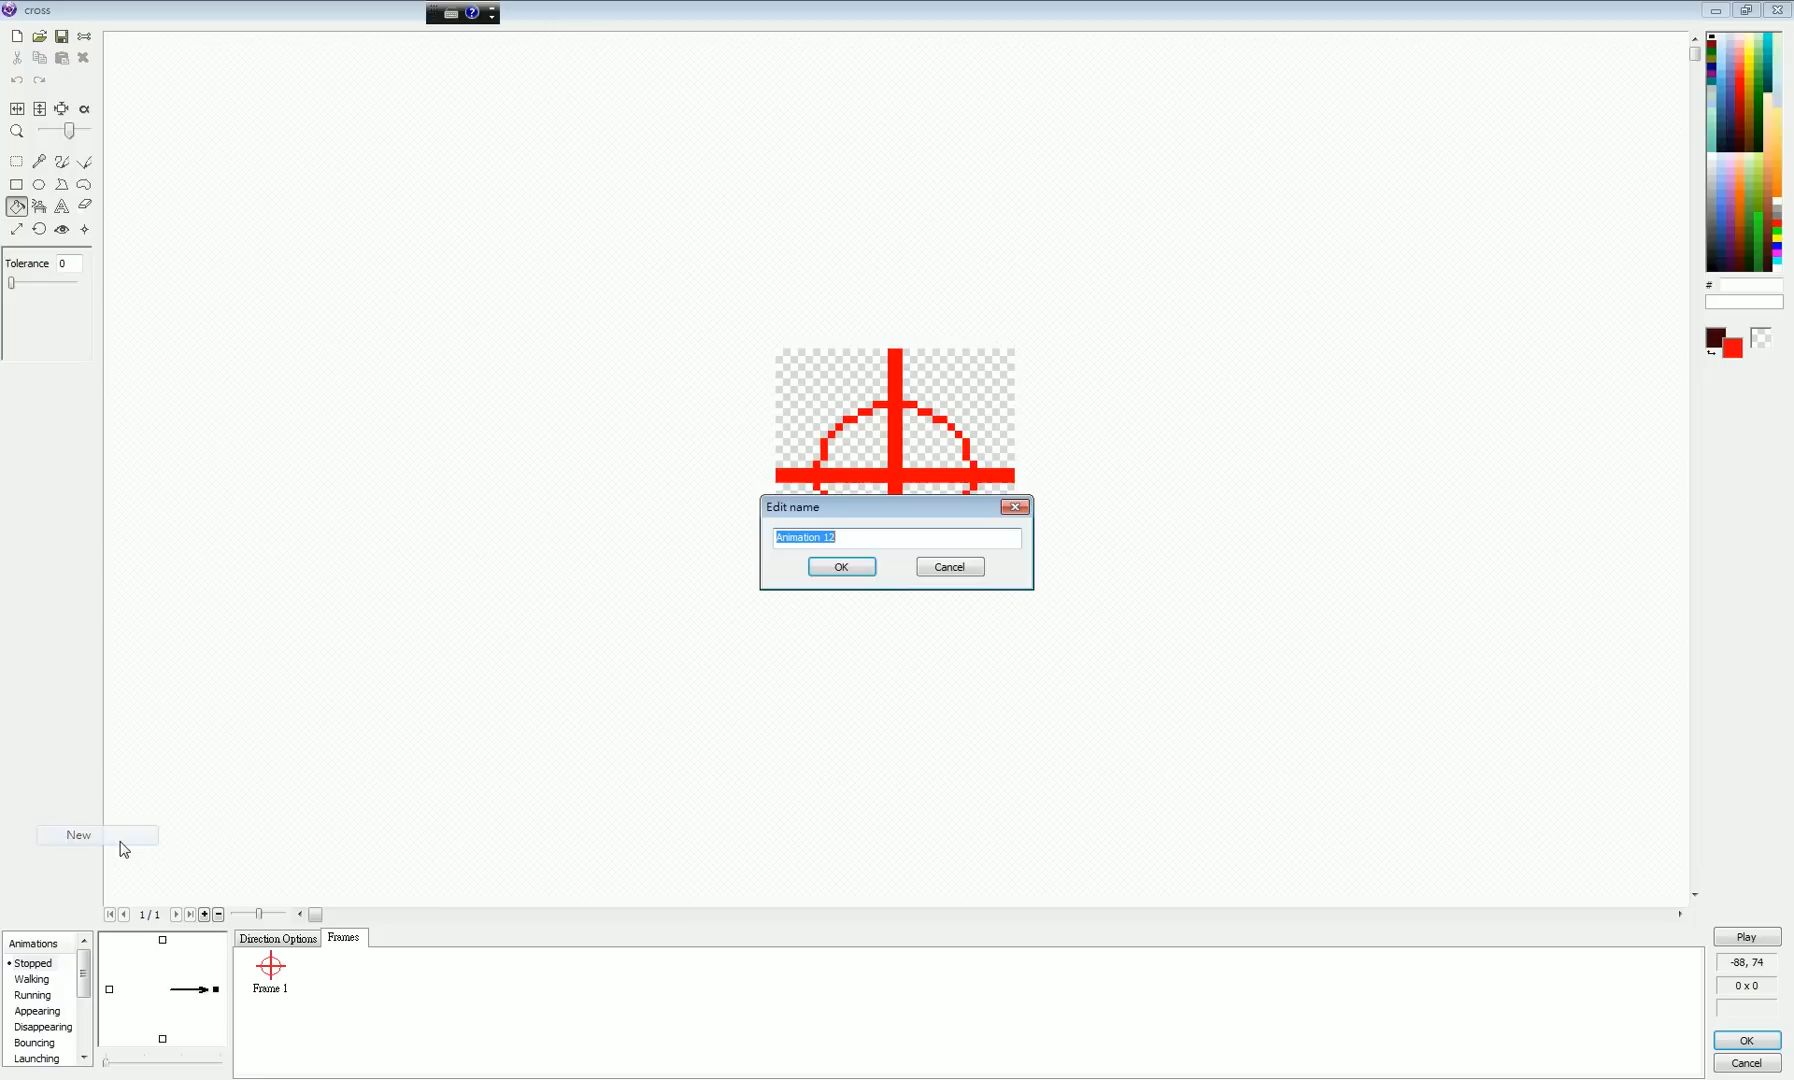 cross
Tolerance 0
#
Edit name
Animation 12
OK Cancel
New
1 / 1
Animations
Stopped
Walking
Running
Appearing
Disappearing
Bouncing
Launching
Direction Options Frames
Frame 1
Play
-88, 74
0 x 0
OK
Cancel